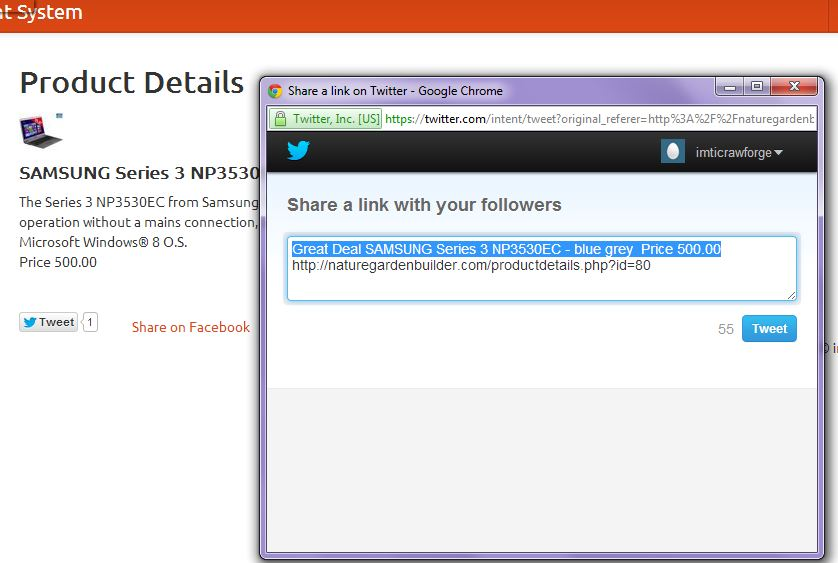 nt System
Product Details
SAMSUNG Series 3 NP3530
The Series 3 NP3530EC from Samsung
operation without a mains connection,
Microsoft Windows® 8 O.S.
Price 500.00
Tweet
1
Share on Facebook
Share a link on Twitter - Google Chrome
Twitter, Inc. [US] https://twitter.com/intent/tweet?original_referer=http%3A%2F%2Fnaturegardenb
imticrawforge
Share a link with your followers
Great Deal SAMSUNG Series 3 NP3530EC - blue grey  Price 500.00
http://naturegardenbuilder.com/productdetails.php?id=80
55
Tweet